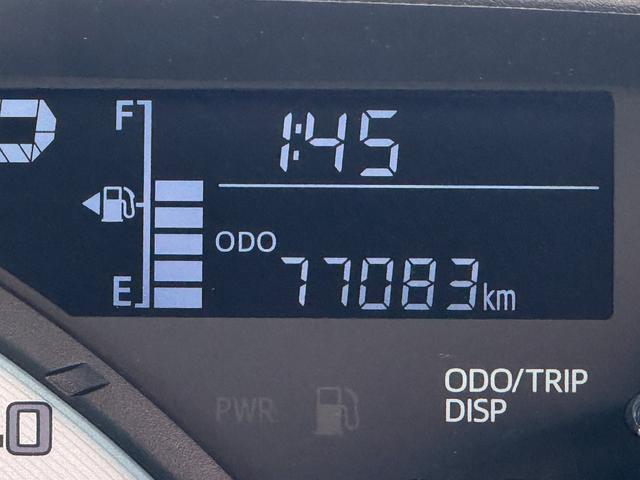 F
1:45
ODO
77083km
E
ODO/TRIP
DISP
PWR